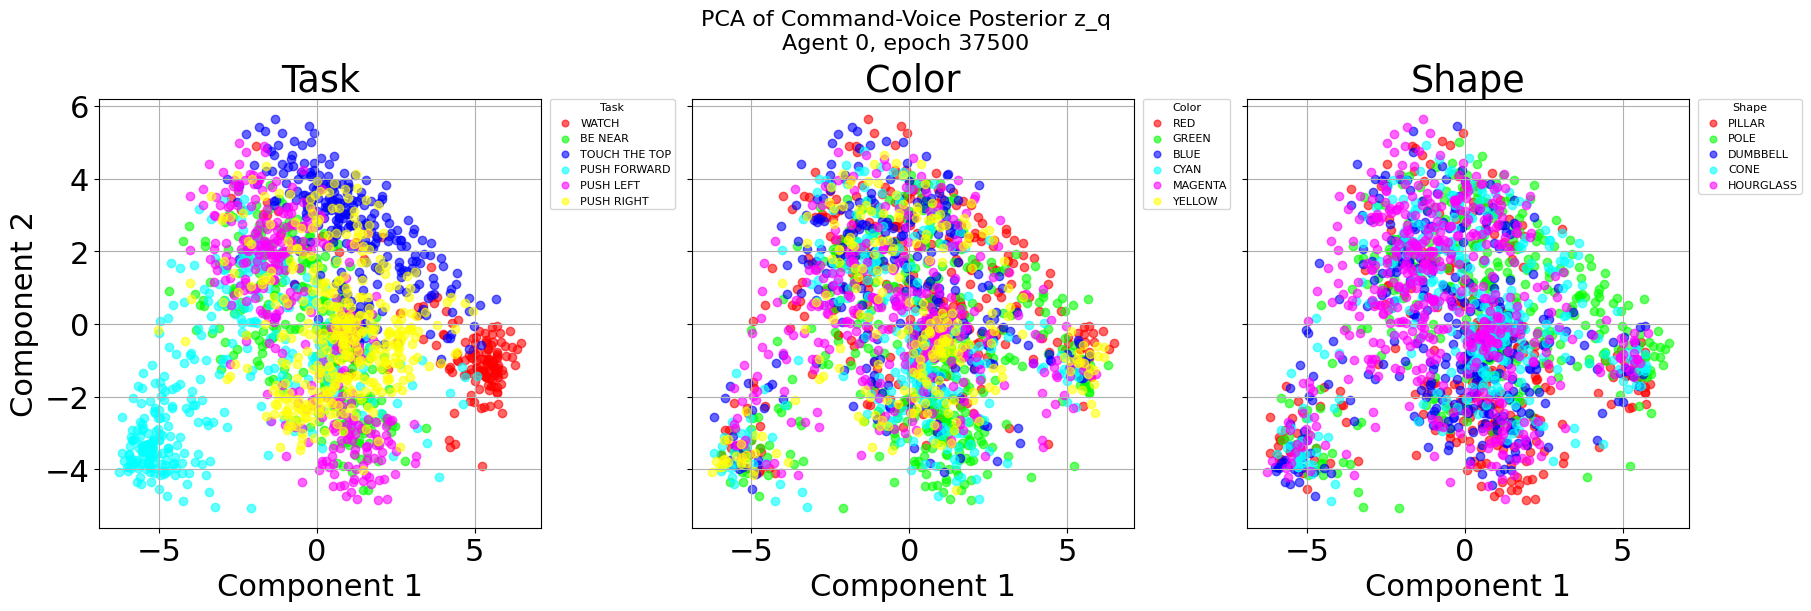 PCA of Command-Voice Posterior z_q
Agent 0, epoch 37500
Task
Component 2
6
4
2
0
−2
−4
−5
0
5
Component 1
Task
WATCH
BE NEAR
TOUCH THE TOP
PUSH FORWARD
PUSH LEFT
PUSH RIGHT
Color
−5
0
5
Component 1
Color
RED
GREEN
BLUE
CYAN
MAGENTA
YELLOW
Shape
−5
0
5
Component 1
Shape
PILLAR
POLE
DUMBBELL
CONE
HOURGLASS